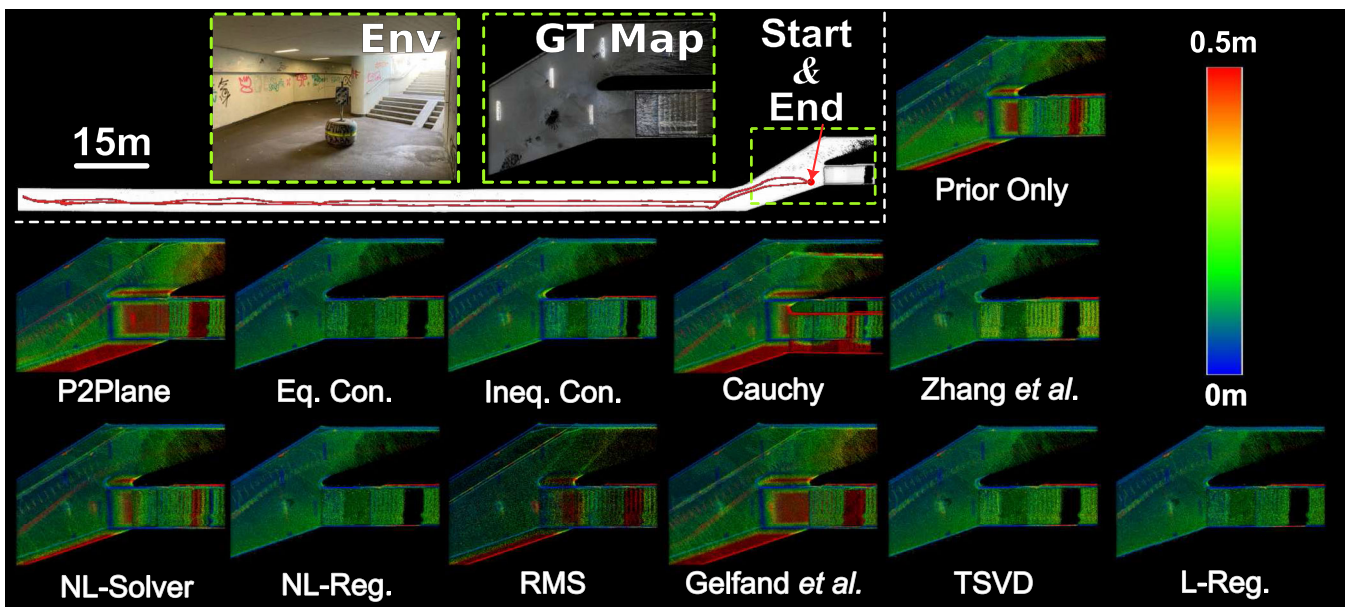 Env
GT Map
Start
&
End
15m
0.5m
Prior Only
0m
P2Plane
Eq. Con.
Ineq. Con.
Cauchy
Zhang et al.
NL-Solver
NL-Reg.
RMS
Gelfand et al.
TSVD
L-Reg.